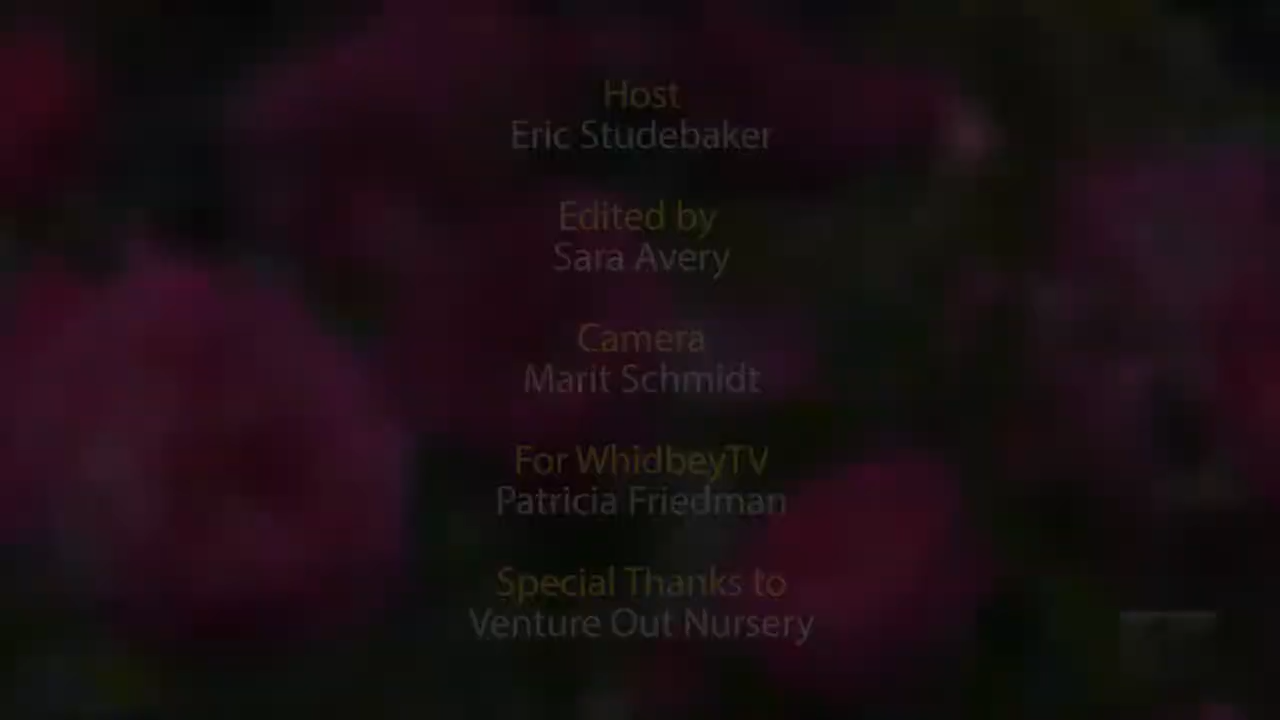 Host
Eric Studebaker
Edited by
Sara Avery
Camera
Marit Schmidt
For WhidbeyTV
Patricia Friedman
Special Thanks to
Venture Out Nursery